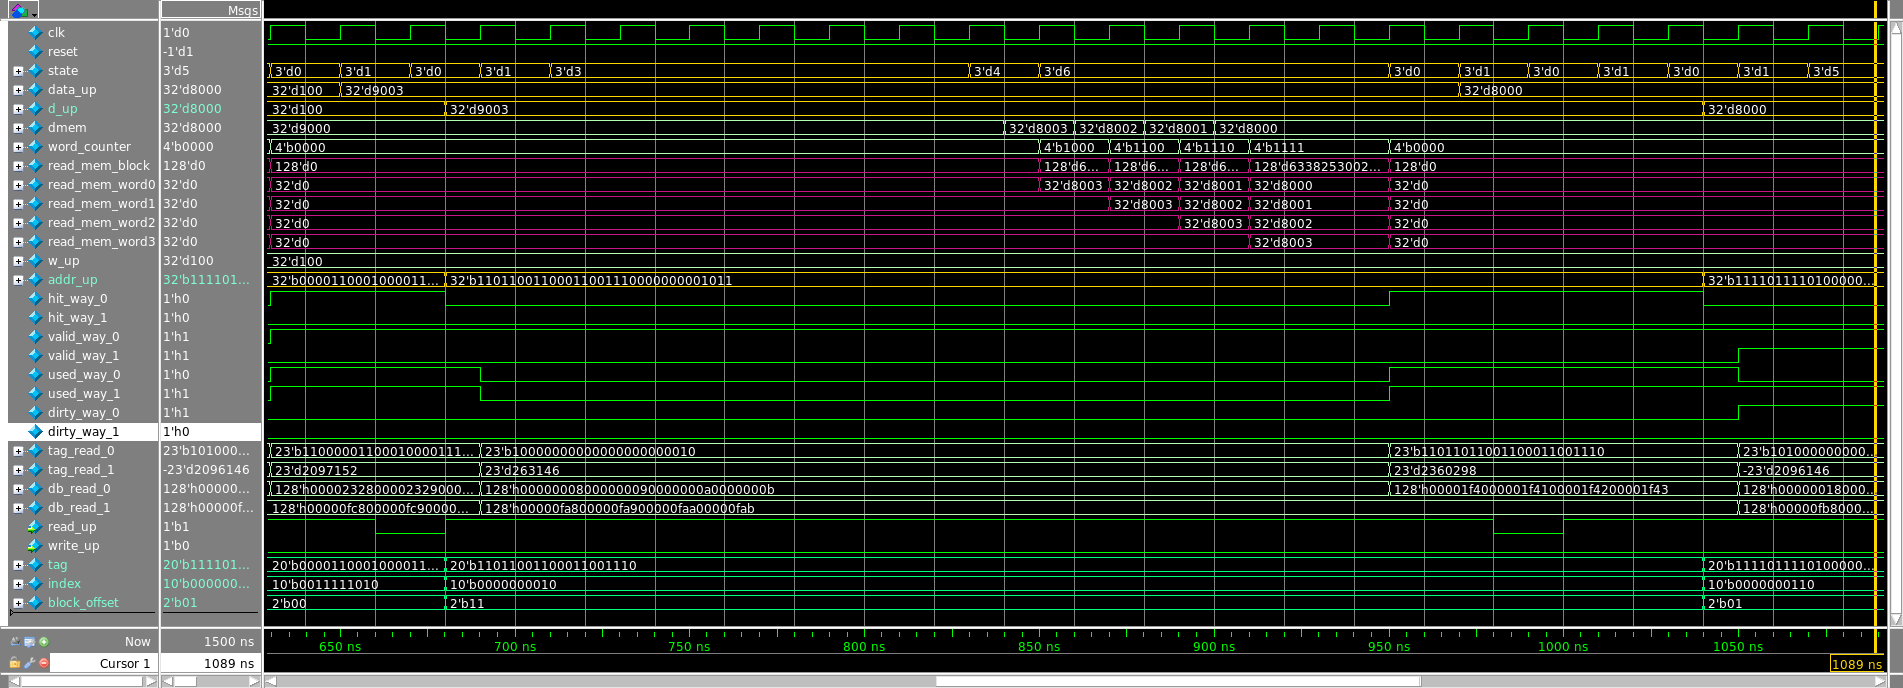 Msgs
clk 1'd0
reset -1'd1
state 3'd5 3'd0 3'd1 3'd0 3'd1 3'd3 3'd4 3'd6 3'd0 3'd1 3'd0 3'd1 3'd0 3'd1 3'd5
data_up 32'd8000 32'd100 32'd9003 32'd8000
d_up 32'd8000 32'd100 32'd9003 32'd8000
dmem 32'd8000 32'd9000 32'd8003 32'd8002 32'd8001 32'd8000
word_counter 4'b0000 4'b0000 4'b1000 4'b1100 4'b1110 4'b1111 4'b0000
read_mem_block 128'd0 128'd0 128'd6... 128'd6... 128'd6... 128'd6338253002... 128'd0
read_mem_word0 32'd0 32'd0 32'd8003 32'd8002 32'd8001 32'd8000 32'd0
read_mem_word1 32'd0 32'd0 32'd8003 32'd8002 32'd8001 32'd0
read_mem_word2 32'd0 32'd0 32'd8003 32'd8002 32'd0
read_mem_word3 32'd0 32'd0 32'd8003 32'd0
w_up 32'd100 32'd100
addr_up 32'b111101... 32'b0000110001000011... 32'b11011001100011001110000000001011 32'b1111011110100000...
hit_way_0 1'h0
hit_way_1 1'h0
valid_way_0 1'h1
valid_way_1 1'h1
used_way_0 1'h0
used_way_1 1'h1
dirty_way_0 1'h1
dirty_way_1 1'h0
tag_read_0 23'b101000... 23'b11000001100010000111... 23'b10000000000000000000010 23'b11011011001100011001110 23'b101000000000...
tag_read_1 -23'd2096146 23'd2097152 23'd263146 23'd2360298 -23'd2096146
db_read_0 128'h00000... 128'h0000232800002329000... 128'h00000008000000090000000a0000000b 128'h00001f4000001f4100001f4200001f43 128'h00000018000...
db_read_1 128'h00000f... 128'h00000fc800000fc90000... 128'h00000fa800000fa900000faa00000fab 128'h00000fb8000...
read_up 1'b1
write_up 1'b0
tag 20'b111101... 20'b0000110001000011... 20'b11011001100011001110 20'b1111011110100000...
index 10'b000000... 10'b0011111010 10'b0000000010 10'b0000000110
block_offset 2'b01 2'b00 2'b11 2'b01
Now 1500 ns 650 ns 700 ns 750 ns 800 ns 850 ns 900 ns 950 ns 1000 ns 1050 ns
Cursor 1 1089 ns 1089 ns